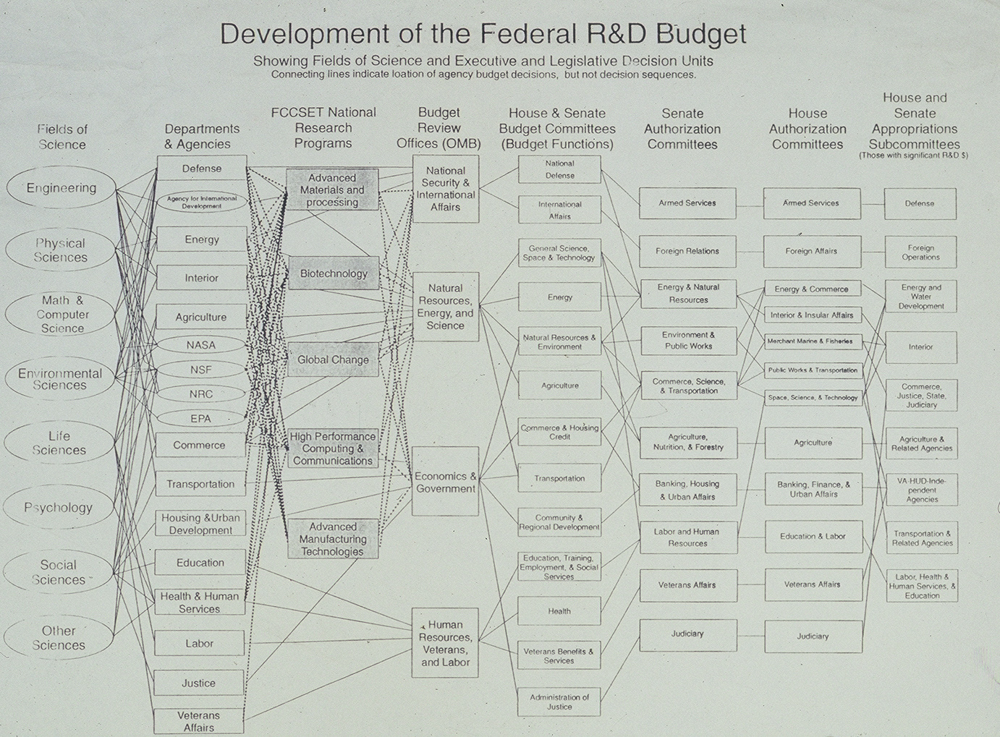 Development of the Federal R&D Budget
Showing Fields of Science and Executive and Legislative Decision Units
Connecting lines indicate loation of agency budget decisions, but not decision sequences.
Fields of
Science
Engineering
Physical
Sciences
Math &
Computer
Science
Environmental
Sciences
Life
Sciences
Psychology
Social
Sciences
Other
Sciences
Departments
& Agencies
Defense
Agency for International
Development
Energy
Interior
Agriculture
NASA
NSF
NRC
EPA
Commerce
Transportation
Housing &Urban
Development
Education
Health & Human
Services
Labor
Justice
Veterans
Affairs
FCCSET National
Research
Programs
Advanced
Materials and
processing
Biotechnology
Global Change
High Performance
Computing &
Communications
Advanced
Manufacturing
Technologies
Budget
Review
Offices (OMB)
National
Security &
International
Affairs
Natural
Resources,
Energy, and
Science
Economics &
Government
Human
Resources,
Veterans,
and Labor
House & Senate
Budget Committees
(Budget Functions)
National
Defense
International
Affairs
General Science,
Space & Technology
Energy
Natural Resources &
Environment
Agriculture
Commerce & Housing
Credit
Transportation
Community &
Regional Development
Education, Training,
Employment, & Social
Services
Health
Veterans Benefits &
Services
Administration of
Justice
Senate
Authorization
Committees
Armed Services
Foreign Relations
Energy & Natural
Resources
Environment &
Public Works
Commerce, Science,
& Transportation
Agriculture,
Nutrition, & Forestry
Banking, Housing
& Urban Affairs
Labor and Human
Resources
Veterans Affairs
Judiciary
House
Authorization
Committees
Armed Services
Foreign Affairs
Energy & Commerce
Interior & Insular Affairs
Merchant Marine & Fisheries
Public Works & Transportation
Space, Science, & Technology
Agriculture
Banking, Finance, &
Urban Affairs
Education & Labor
Veterans Affairs
Judiciary
House and
Senate
Appropriations
Subcommittees
(Those with significant R&D $)
Defense
Foreign
Operations
Energy and
Water
Development
Interior
Commerce,
Justice, State,
Judiciary
Agriculture &
Related Agencies
VA-HUD-Inde-
pendent
Agencies
Transportation &
Related Agencies
Labor, Health &
Human Services, &
Education